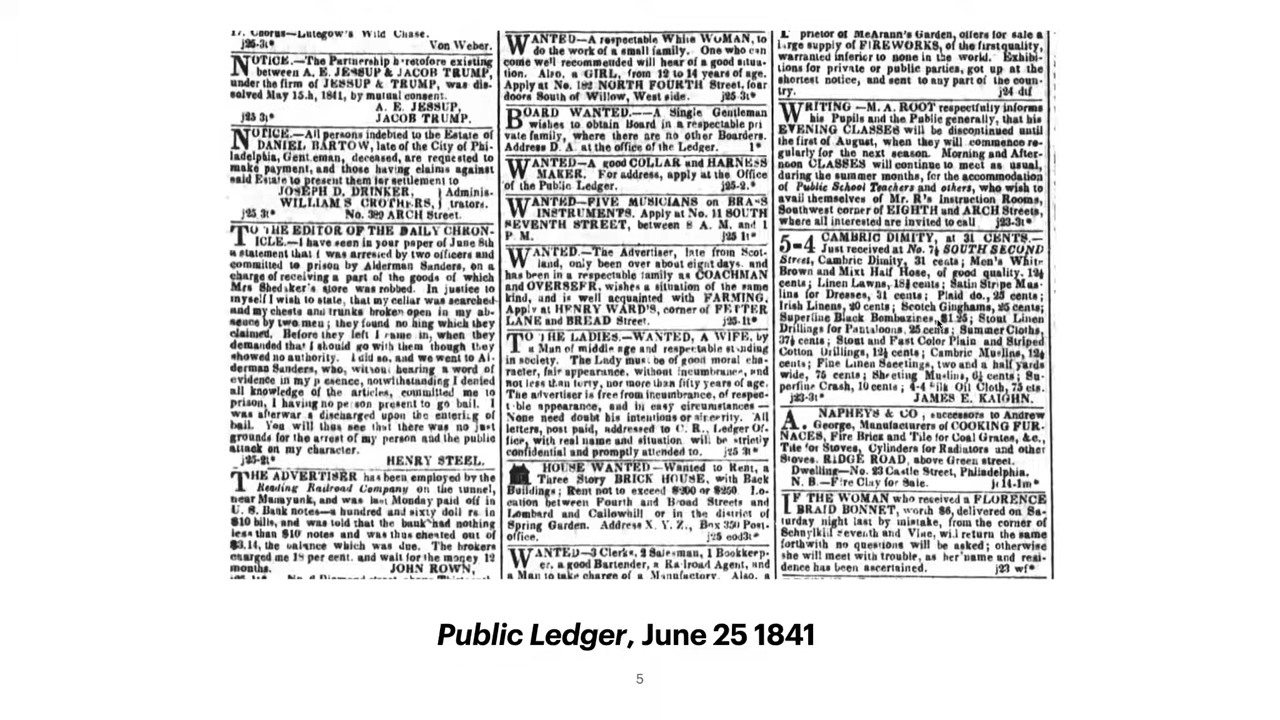 17. Chorus—Lutegow's Wild Chase.
j25-3t* Von Weber.
NOTICE.—The Partnership heretofore existing
between A. E. JESSUP & JACOB TRUMP,
under the firm of JESSUP & TRUMP, was dis-
solved May 15.h, 1841, by mutual consent.
A. E. JESSUP,
j25 3t* JACOB TRUMP.
NOTICE.—All persons indebted to the Estate of
DANIEL BARTOW, late of the City of Phi-
ladelphia, Gentleman, deceased, are requested to
make payment, and those having claims against
said Estate to present them for settlement to
JOSEPH D. DRINKER, } Adminis-
WILLIAM S CROTHERS, } trators.
j25 3t* No. 389 ARCH Street.
TO THE EDITOR OF THE DAILY CHRON-
ICLE.—I have seen in your paper of June 8th
a statement that I was arrested by two officers and
committed to prison by Alderman Sanders, on a
charge of receiving a part of the goods of which
Mrs Shedaker's store was robbed. In justice to
myself I wish to state, that my cellar was searched
and my chests and trunks broken open in my ab-
sence by two men; they found nothing which they
claimed. Before they left I came in, when they
demanded that I should go with them though they
showed no authority. I did so, and we went to Al-
derman Sanders, who, without hearing a word of
evidence in my presence, notwithstanding I denied
all knowledge of the articles, committed me to
prison, I having no person present to go bail. I
was afterwards discharged upon the entering of
bail. You will thus see that there was no just
grounds for the arrest of my person and the public
attack on my character.
j25-2t* HENRY STEEL.
THE ADVERTISER has been employed by the
Reading Railroad Company on the tunnel,
near Manayunk, and was last Monday paid off in
U. S. Bank notes—a hundred and sixty dollars in
$10 bills, and was told that the bank had nothing
less than $10 notes and was thus cheated out of
$3.14, the balance which was due. The brokers
charged me 18 per cent. and wait for the money 12
months. JOHN ROWN,
WANTED—A respectable White WOMAN, to
do the work of a small family. One who can
come well recommended will hear of a good situa-
tion. Also, a GIRL, from 12 to 14 years of age.
Apply at No. 182 NORTH FOURTH Street, four
doors South of Willow, West side. j25-3t*
BOARD WANTED.—A Single Gentleman
wishes to obtain Board in a respectable pri
vate family, where there are no other Boarders.
Address D. A. at the office of the Ledger. 1*
WANTED—A good COLLAR and HARNESS
MAKER. For address, apply at the Office
of the Public Ledger. j25-2.*
WANTED—FIVE MUSICIANS on BRASS
INSTRUMENTS. Apply at No. 11 SOUTH
SEVENTH STREET, between 8 A. M. and 1
P. M. j25 1t*
WANTED.—The Advertiser, late from Scot-
land, only been over about eight days, and
has been in a respectable family as COACHMAN
and OVERSEER, wishes a situation of the same
kind, and is well acquainted with FARMING.
Apply at HENRY WARD'S, corner of FETTER
LANE and BREAD Street. j25-1t*
TO THE LADIES.—WANTED, A WIFE, by
a Man of middle age and respectable standing
in society. The Lady must be of good moral cha-
racter, fair appearance, without incumbrance, and
not less than forty, nor more than fifty years of age.
The advertiser is free from incumbrance, of respec-
table appearance, and in easy circumstances—
None need doubt his intentions or sincerity. All
letters, post paid, addressed to C. R., Ledger Of-
fice, with real name and situation will be strictly
confidential and promptly attended to. j25 3t*
HOUSE WANTED—Wanted to Rent, a
Three Story BRICK HOUSE, with Back
Buildings; Rent not to exceed $200 or $250. Lo-
cation between Fourth and Broad Streets and
Lombard and Callowhill or in the district of
Spring Garden. Address X. Y. Z., Box 350 Post-
office. j25 eod3t*
WANTED—3 Clerks, 2 Salesman, 1 Bookkeep-
er, a good Bartender, a Railroad Agent, and
a Man to take charge of a Manufactory. Also, a
prietor of McArann's Garden, offers for sale a
large supply of FIREWORKS, of the first quality,
warranted inferior to none in the world. Exhibi-
tions for private or public parties, got up at the
shortest notice, and sent to any part of the coun-
try. j24 dtf
WRITING—M. A. ROOT respectfully informs
his Pupils and the Public generally, that his
EVENING CLASSES will be discontinued until
the first of August, when they will commence re-
gularly for the next season. Morning and After-
noon CLASSES will continue to meet as usual,
during the summer months, for the accommodation
of Public School Teachers and others, who wish to
avail themselves of Mr. R's Instruction Rooms,
Southwest corner of EIGHTH and ARCH Streets,
where all interested are invited to call j23-3t*
5-4 CAMBRIC DIMITY, at 31 CENTS.—
Just received at No. 7½ SOUTH SECOND
Street, Cambric Dimity, 31 cents; Men's White
Brown and Mixt Half Hose, of good quality. 12½
cents; Linen Lawns, 18¾ cents; Satin Stripe Mus-
lins for Dresses, 31 cents; Plaid do., 25 cents;
Irish Linens, 20 cents; Scotch Ginghams, 25 cents;
Superfine Black Bombazines, $1 25; Stout Linen
Drillings for Pantaloons, 25 cents; Summer Cloths,
37½ cents; Stout and Fast Color Plain and Striped
Cotton Drillings, 12½ cents; Cambric Muslins, 12½
cents; Fine Linen Sheetings, two and a half yards
wide, 75 cents; Sheeting Muslins, 6½ cents; Su-
perfine Crash, 10 cents; 4-4 Silk Oil Cloth, 75 cts.
j23-3t* JAMES E. KAIGHN.
A. NAPHEYS & CO, successors to Andrew
George, Manufacturers of COOKING FUR-
NACES, Fire Brick and Tile for Coal Grates, &c.,
Tile for Stoves, Cylinders for Radiators and other
Stoves. RIDGE ROAD, above Green street.
Dwelling—No. 23 Castle Street, Philadelphia.
N. B.—Fire Clay for Sale. je14-1m*
IF THE WOMAN who received a FLORENCE
BRAID BONNET, worth $6, delivered on Sa-
turday night last by mistake, from the corner of
Schuylkill seventh and Vine, will return the same
forthwith no questions will be asked; otherwise
she will meet with trouble, as her name and resi-
dence has been ascertained. j23 wf*
Public Ledger, June 25 1841
5